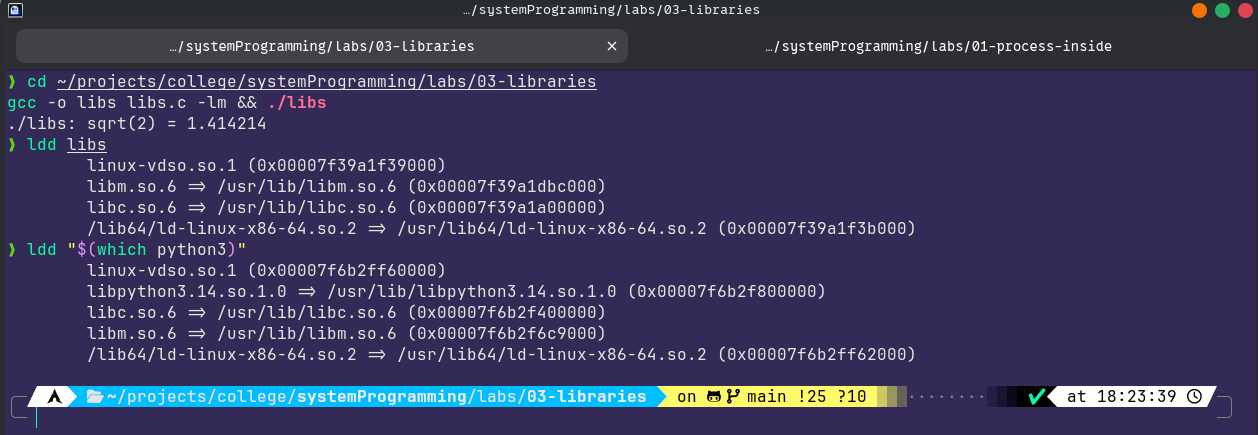 …/systemProgramming/labs/03-libraries
…/systemProgramming/labs/03-libraries ×
…/systemProgramming/labs/01-process-inside
❯ cd ~/projects/college/systemProgramming/labs/03-libraries
gcc -o libs libs.c -lm && ./libs
./libs: sqrt(2) = 1.414214
❯ ldd libs
linux-vdso.so.1 (0x00007f39a1f39000)
libm.so.6 => /usr/lib/libm.so.6 (0x00007f39a1dbc000)
libc.so.6 => /usr/lib/libc.so.6 (0x00007f39a1a00000)
/lib64/ld-linux-x86-64.so.2 => /usr/lib64/ld-linux-x86-64.so.2 (0x00007f39a1f3b000)
❯ ldd "$(which python3)"
linux-vdso.so.1 (0x00007f6b2ff60000)
libpython3.14.so.1.0 => /usr/lib/libpython3.14.so.1.0 (0x00007f6b2f800000)
libc.so.6 => /usr/lib/libc.so.6 (0x00007f6b2f400000)
libm.so.6 => /usr/lib/libm.so.6 (0x00007f6b2f6c9000)
/lib64/ld-linux-x86-64.so.2 => /usr/lib64/ld-linux-x86-64.so.2 (0x00007f6b2ff62000)
~/projects/college/systemProgramming/labs/03-libraries on main !25 ?10 ✔ at 18:23:39